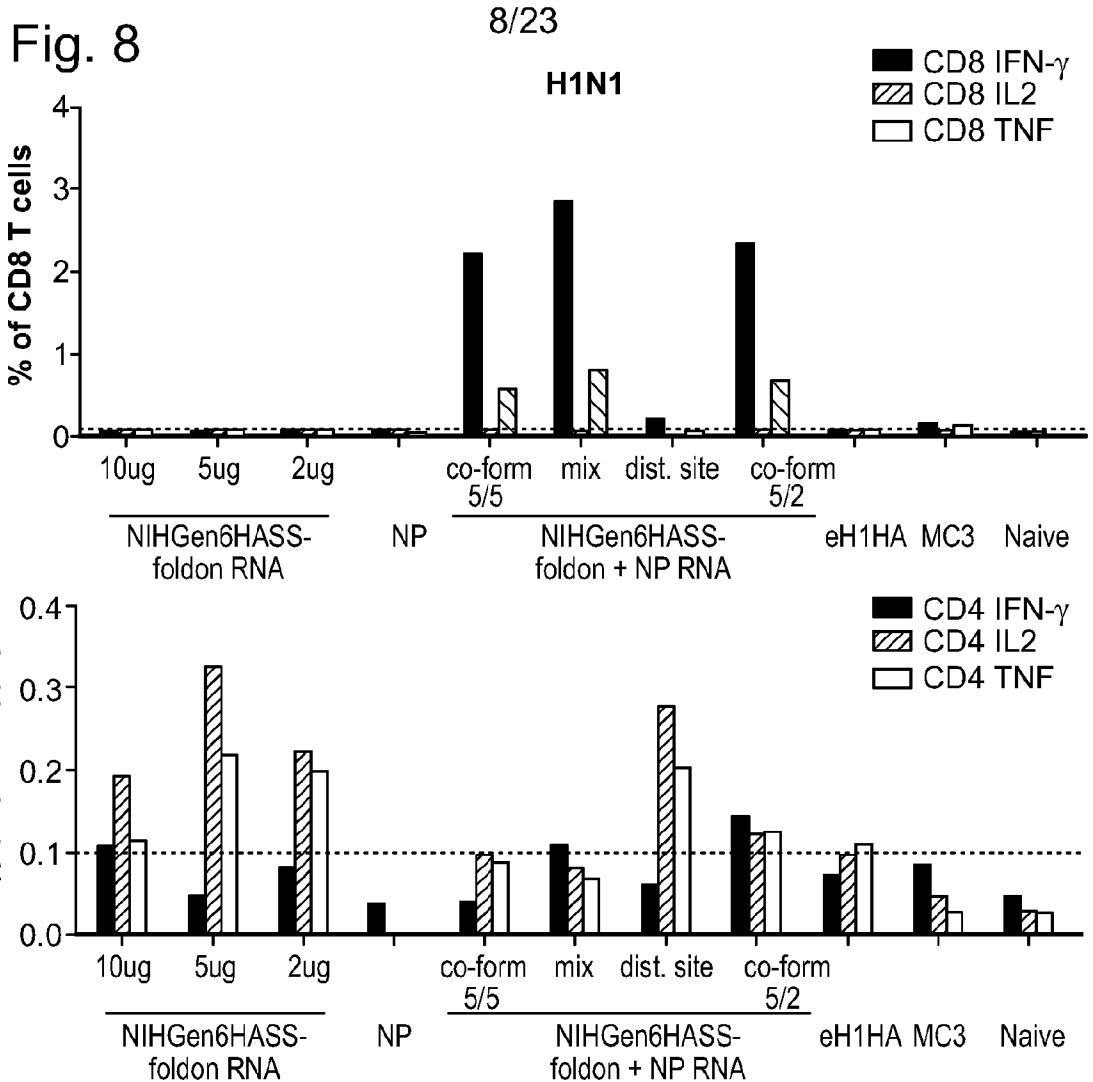 8/23
Fig. 8
H1N1
CD8 IFN-γ
CD8 IL2
CD8 TNF
% of CD8 T cells
4
3
2
1
0
10ug 5ug 2ug co-form mix dist. site co-form
5/5 5/2
NIHGen6HASS- NP NIHGen6HASS- eH1HA MC3 Naive
foldon RNA foldon + NP RNA
CD4 IFN-γ
CD4 IL2
CD4 TNF
0.4
0.3
0.2
0.1
0.0
10ug 5ug 2ug co-form mix dist. site co-form
5/5 5/2
NIHGen6HASS- NP NIHGen6HASS- eH1HA MC3 Naive
foldon RNA foldon + NP RNA